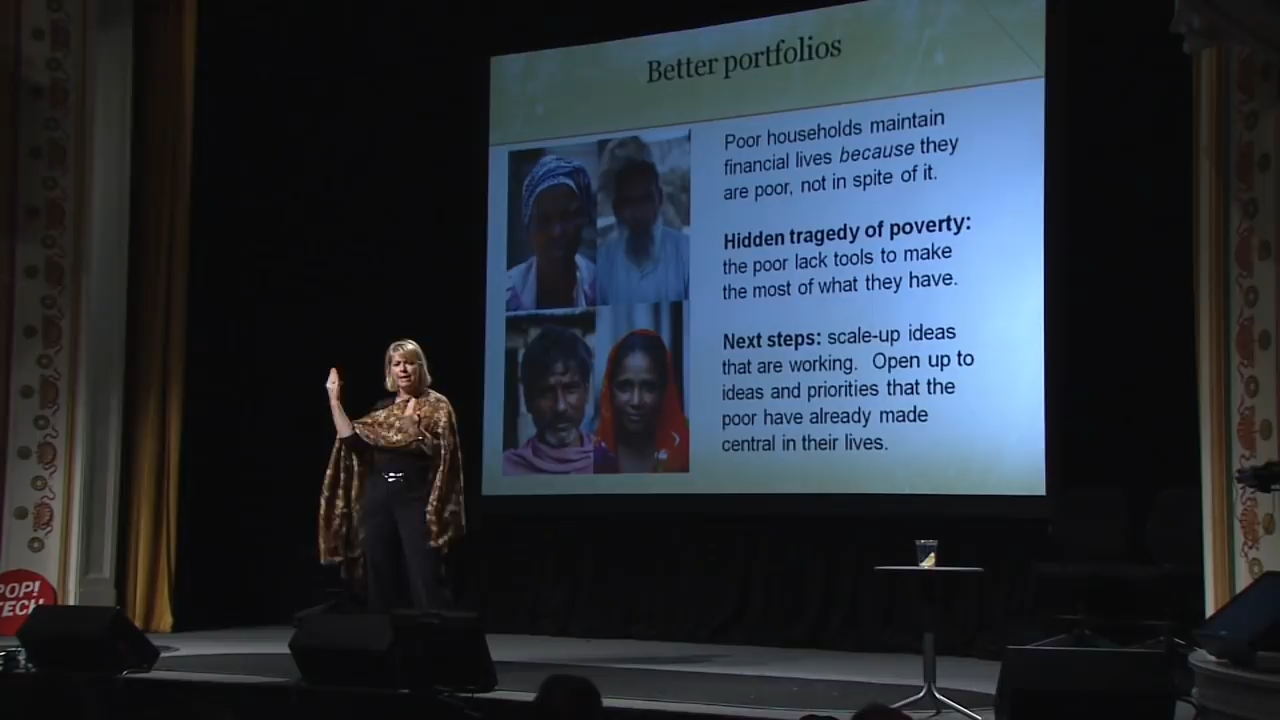 Better portfolios
Poor households maintain
financial lives because they
are poor, not in spite of it.
Hidden tragedy of poverty:
the poor lack tools to make
the most of what they have.
Next steps: scale-up ideas
that are working. Open up to
ideas and priorities that the
poor have already made
central in their lives.
POP!
TECH